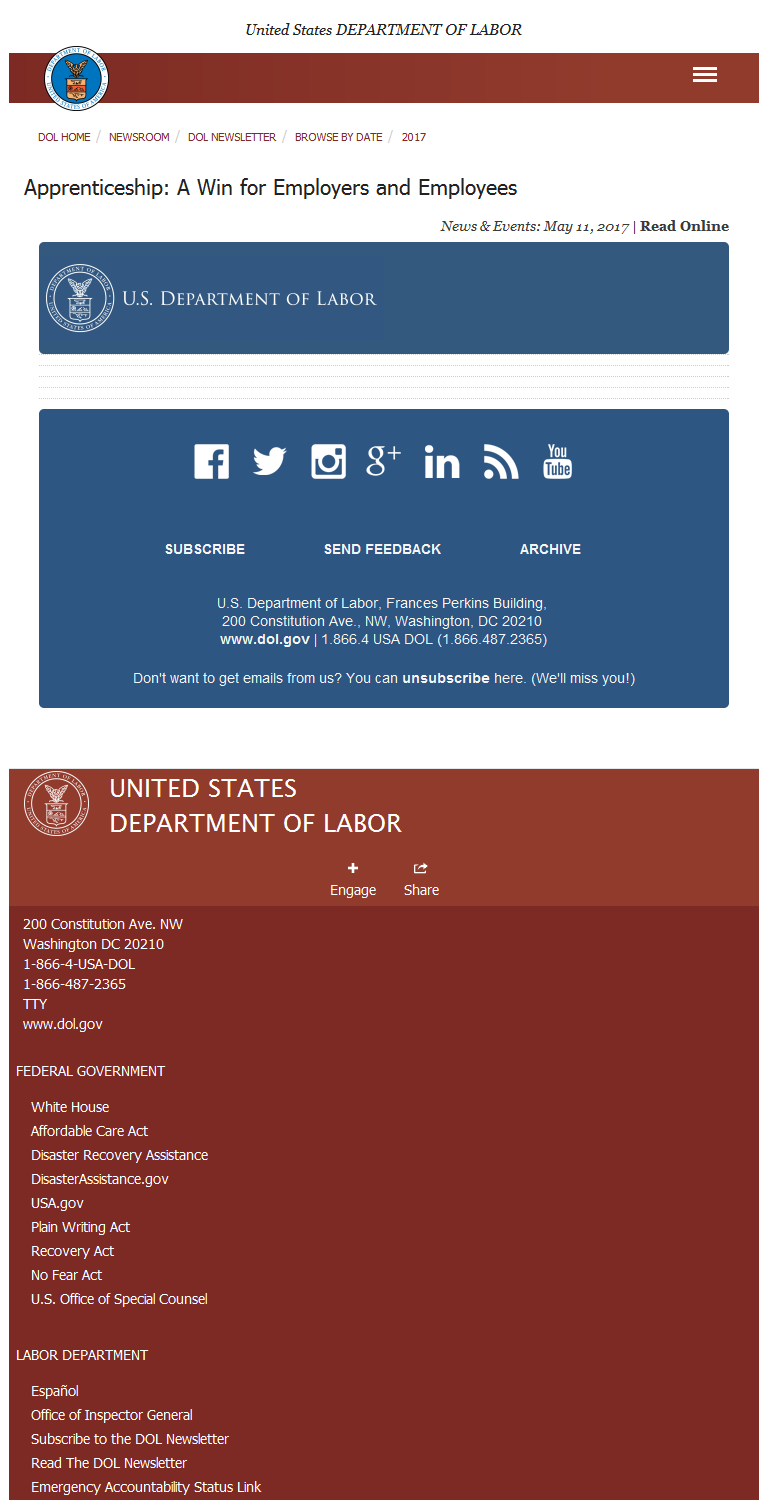 United States DEPARTMENT OF LABOR
DOL HOME / NEWSROOM / DOL NEWSLETTER / BROWSE BY DATE / 2017
Apprenticeship: A Win for Employers and Employees
News & Events: May 11, 2017 | Read Online
U.S. DEPARTMENT OF LABOR
You
Tube
SUBSCRIBE SEND FEEDBACK ARCHIVE
U.S. Department of Labor, Frances Perkins Building,
200 Constitution Ave., NW, Washington, DC 20210
www.dol.gov | 1.866.4 USA DOL (1.866.487.2365)
Don't want to get emails from us? You can unsubscribe here. (We'll miss you!)
UNITED STATES
DEPARTMENT OF LABOR
Engage Share
200 Constitution Ave. NW
Washington DC 20210
1-866-4-USA-DOL
1-866-487-2365
TTY
www.dol.gov
FEDERAL GOVERNMENT
White House
Affordable Care Act
Disaster Recovery Assistance
DisasterAssistance.gov
USA.gov
Plain Writing Act
Recovery Act
No Fear Act
U.S. Office of Special Counsel
LABOR DEPARTMENT
Español
Office of Inspector General
Subscribe to the DOL Newsletter
Read The DOL Newsletter
Emergency Accountability Status Link